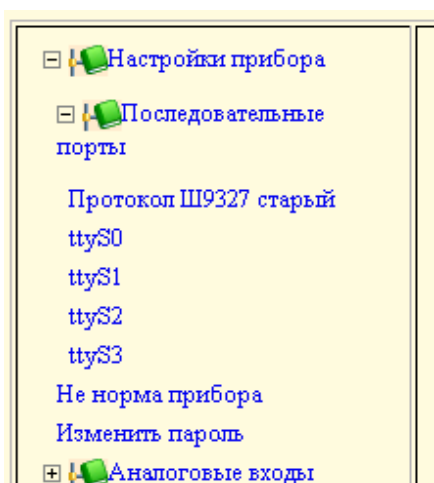 Настройки прибора
Последовательные
порты
Протокол Ш9327 старый
ttyS0
ttyS1
ttyS2
ttyS3
Не норма прибора
Изменить пароль
Аналоговые входы